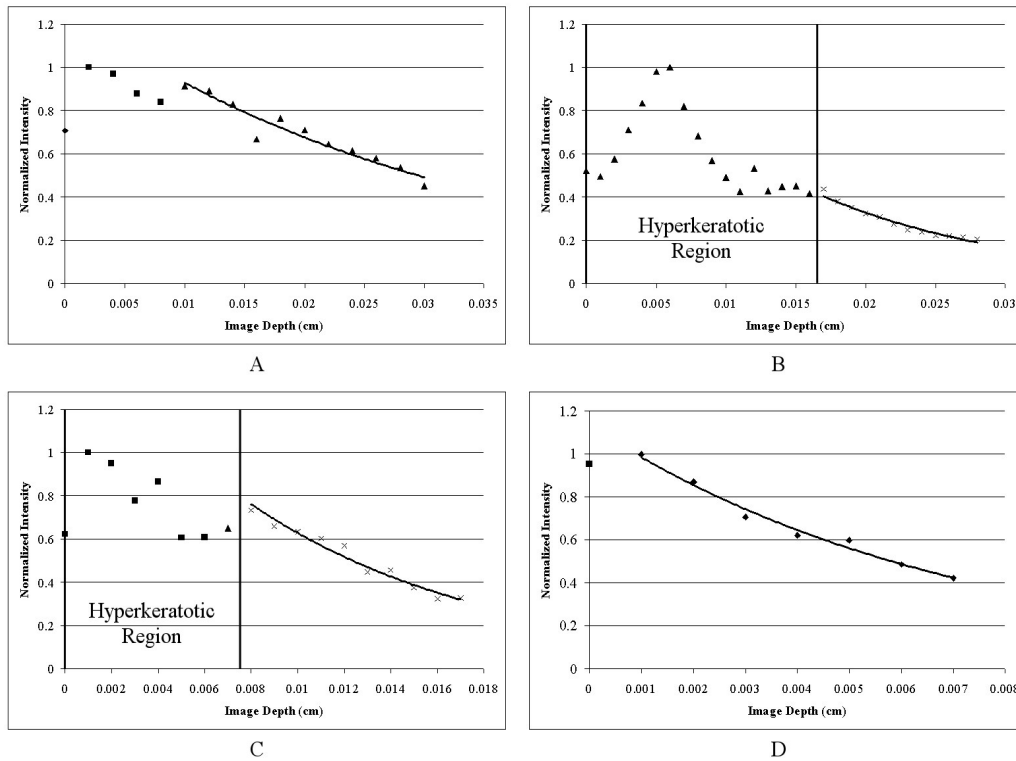 1.2
1
0.8
0.6
0.4
0.2
0
Normalized Intensity
0 0.005 0.01 0.015 0.02 0.025 0.03 0.035
Image Depth (cm)
A
1.2
1
0.8
0.6
0.4
0.2
0
Normalized Intensity
Hyperkeratotic
Region
0 0.005 0.01 0.015 0.02 0.025 0.03
Image Depth (cm)
B
1.2
1
0.8
0.6
0.4
0.2
0
Normalized Intensity
Hyperkeratotic
Region
0 0.002 0.004 0.006 0.008 0.01 0.012 0.014 0.016 0.018
Image Depth (cm)
C
1.2
1
0.8
0.6
0.4
0.2
0
Normalized Intensity
0 0.001 0.002 0.003 0.004 0.005 0.006 0.007 0.008
Image Depth (cm)
D